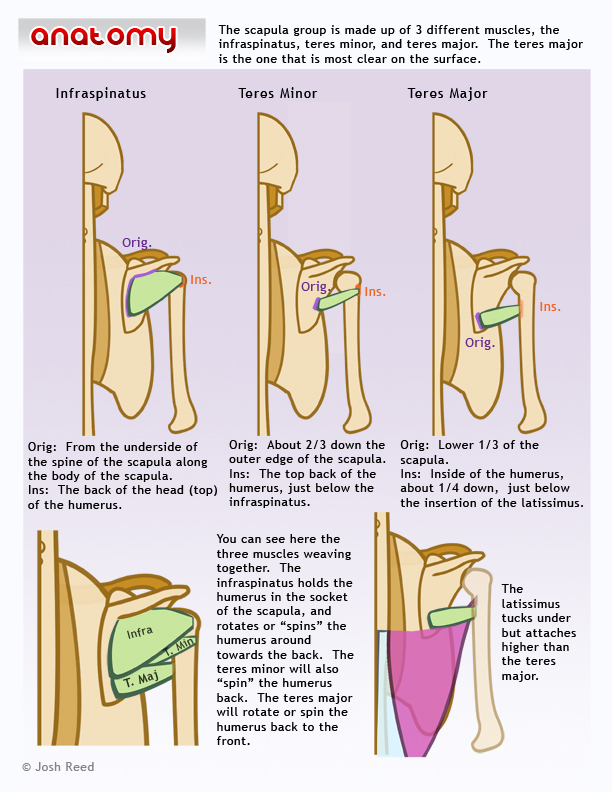 anatomy
The scapula group is made up of 3 different muscles, the
infraspinatus, teres minor, and teres major.  The teres major
is the one that is most clear on the surface.
Infraspinatus
Teres Minor
Teres Major
Orig.
Ins.
Orig.
Ins.
Orig.
Ins.
Orig:  From the underside of
the spine of the scapula along
the body of the scapula.
Ins:  The back of the head (top)
of the humerus.
Orig:  About 2/3 down the
outer edge of the scapula.
Ins:  The top back of the
humerus, just below the
infraspinatus.
Orig:  Lower 1/3 of the
scapula.
Ins:  Inside of the humerus,
about 1/4 down,  just below
the insertion of the latissimus.
Infra
T. Min
T. Maj
You can see here the
three muscles weaving
together.  The
infraspinatus holds the
humerus in the socket
of the scapula, and
rotates or “spins” the
humerus around
towards the back.  The
teres minor will also
“spin” the humerus
back.  The teres major
will rotate or spin the
humerus back to the
front.
The
latissimus
tucks under
but attaches
higher than
the teres
major.
© Josh Reed